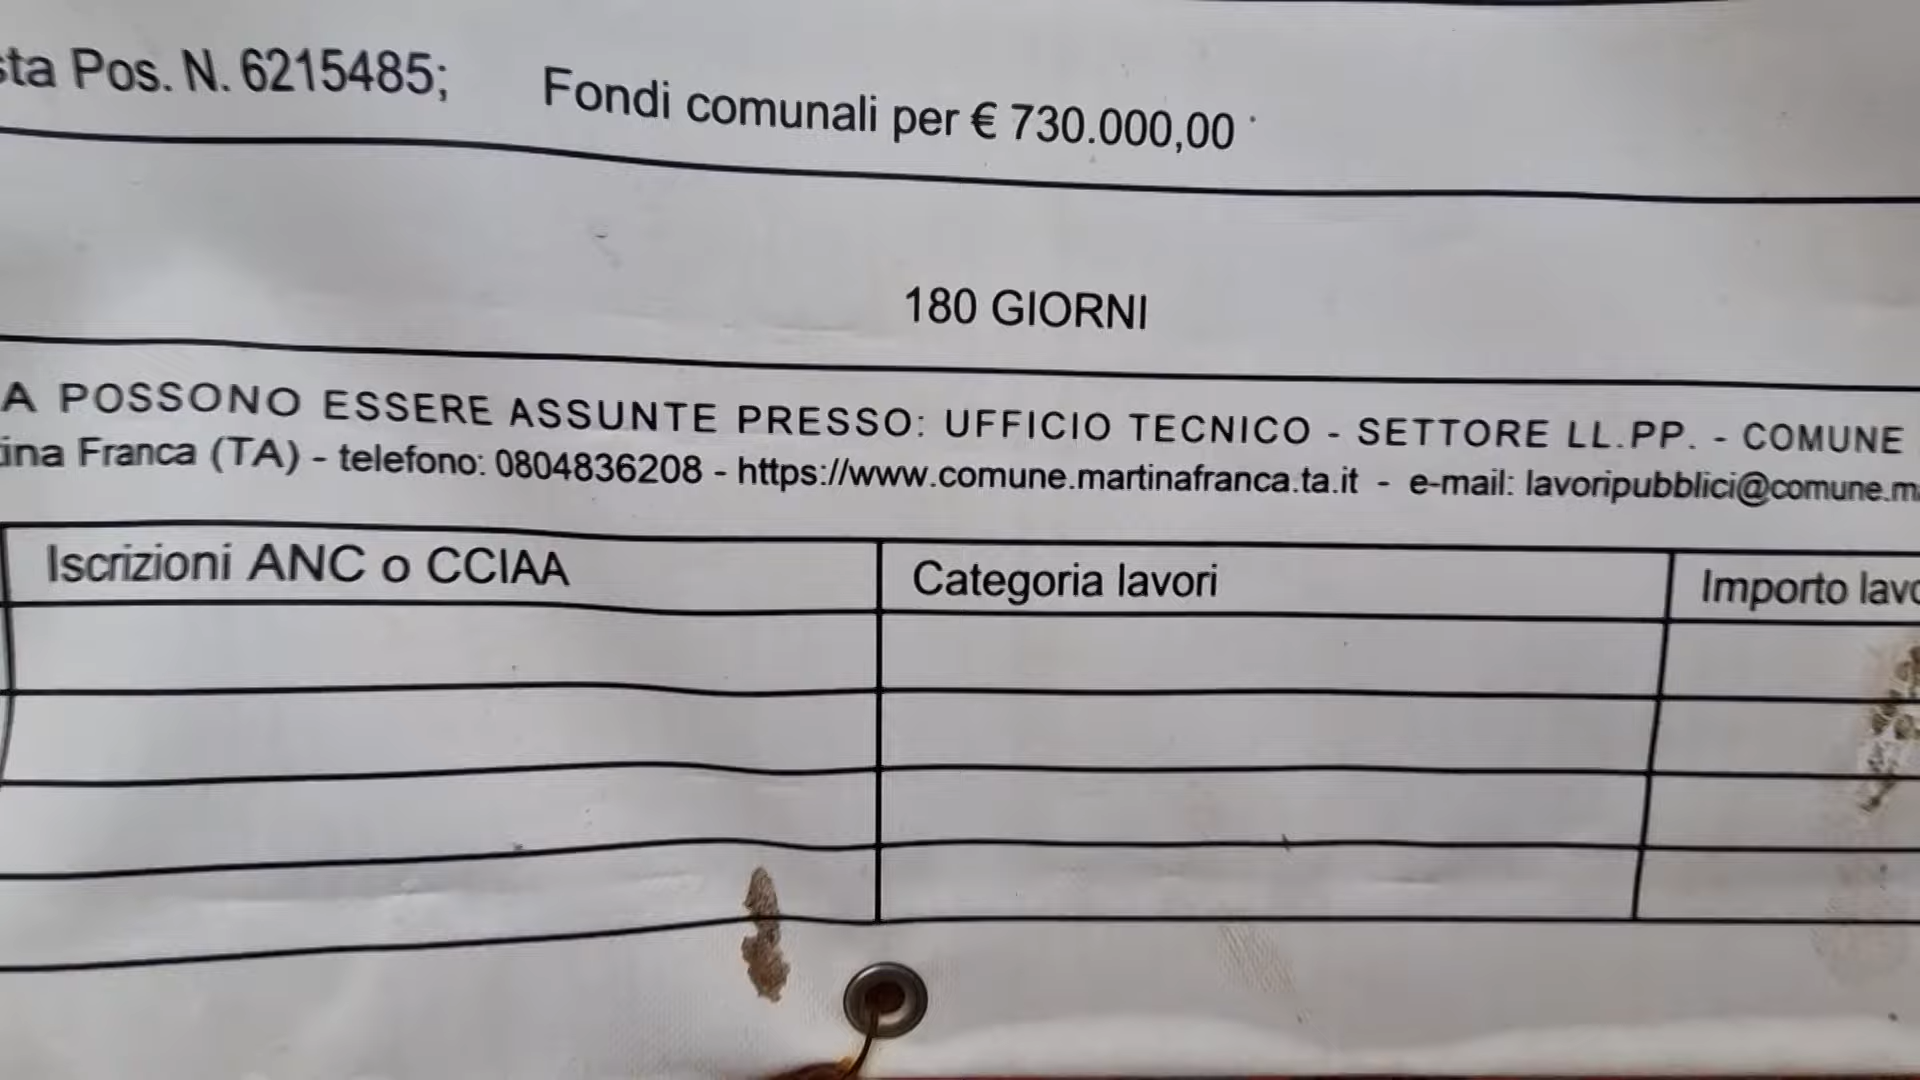 Pos. N. 6215485; Fondi comunali per € 730.000,00
180 GIORNI
A POSSONO ESSERE ASSUNTE PRESSO: UFFICIO TECNICO - SETTORE LL.PP. - COMUNE
ina Franca (TA) - telefono: 0804836208 - https://www.comune.martinafranca.ta.it - e-mail: lavoripubblici@comune.m
Iscrizioni ANC o CCIAA Categoria lavori Importo lavo